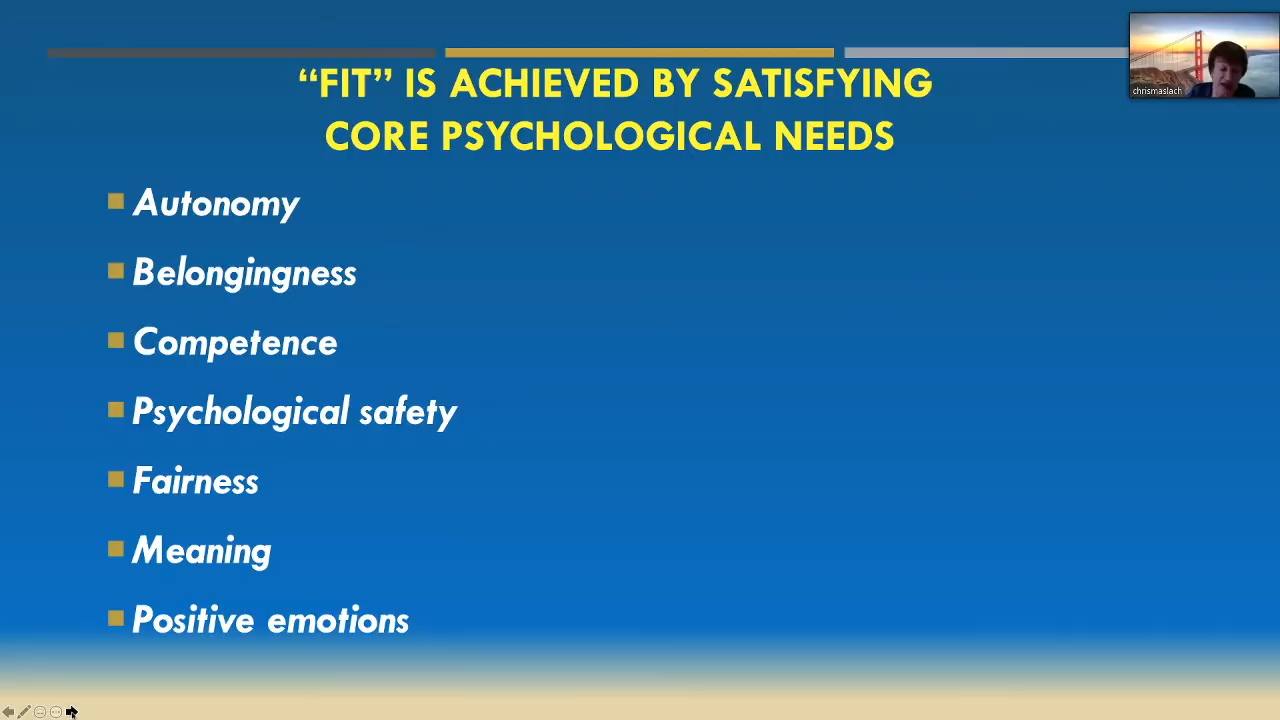 “FIT” IS ACHIEVED BY SATISFYING
CORE PSYCHOLOGICAL NEEDS
Autonomy
Belongingness
Competence
Psychological safety
Fairness
Meaning
Positive emotions
chrismaslach